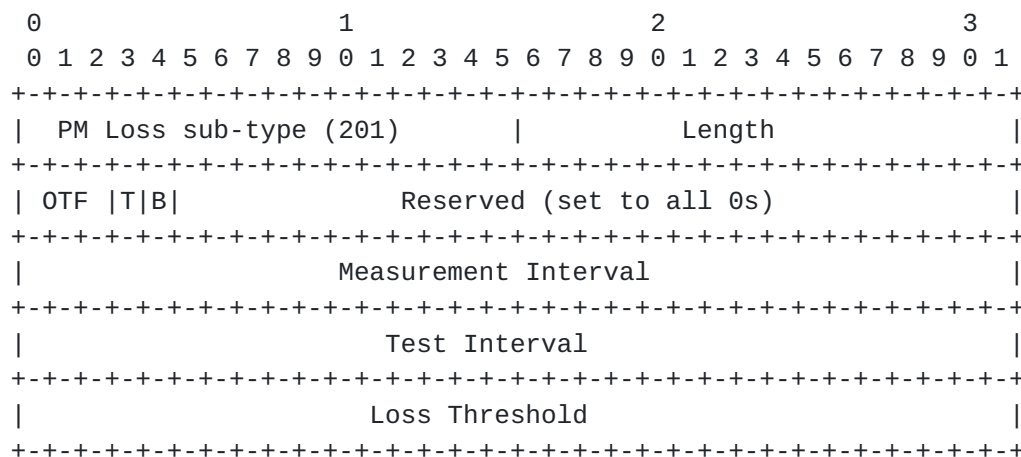 0                   1                   2                   3
 0 1 2 3 4 5 6 7 8 9 0 1 2 3 4 5 6 7 8 9 0 1 2 3 4 5 6 7 8 9 0 1
+-+-+-+-+-+-+-+-+-+-+-+-+-+-+-+-+-+-+-+-+-+-+-+-+-+-+-+-+-+-+-+-+
|  PM Loss sub-type (201)       |          Length               |
+-+-+-+-+-+-+-+-+-+-+-+-+-+-+-+-+-+-+-+-+-+-+-+-+-+-+-+-+-+-+-+-+
| OTF |T|B|              Reserved (set to all 0s)               |
+-+-+-+-+-+-+-+-+-+-+-+-+-+-+-+-+-+-+-+-+-+-+-+-+-+-+-+-+-+-+-+-+
|                    Measurement Interval                       |
+-+-+-+-+-+-+-+-+-+-+-+-+-+-+-+-+-+-+-+-+-+-+-+-+-+-+-+-+-+-+-+-+
|                       Test Interval                           |
+-+-+-+-+-+-+-+-+-+-+-+-+-+-+-+-+-+-+-+-+-+-+-+-+-+-+-+-+-+-+-+-+
|                      Loss Threshold                           |
+-+-+-+-+-+-+-+-+-+-+-+-+-+-+-+-+-+-+-+-+-+-+-+-+-+-+-+-+-+-+-+-+